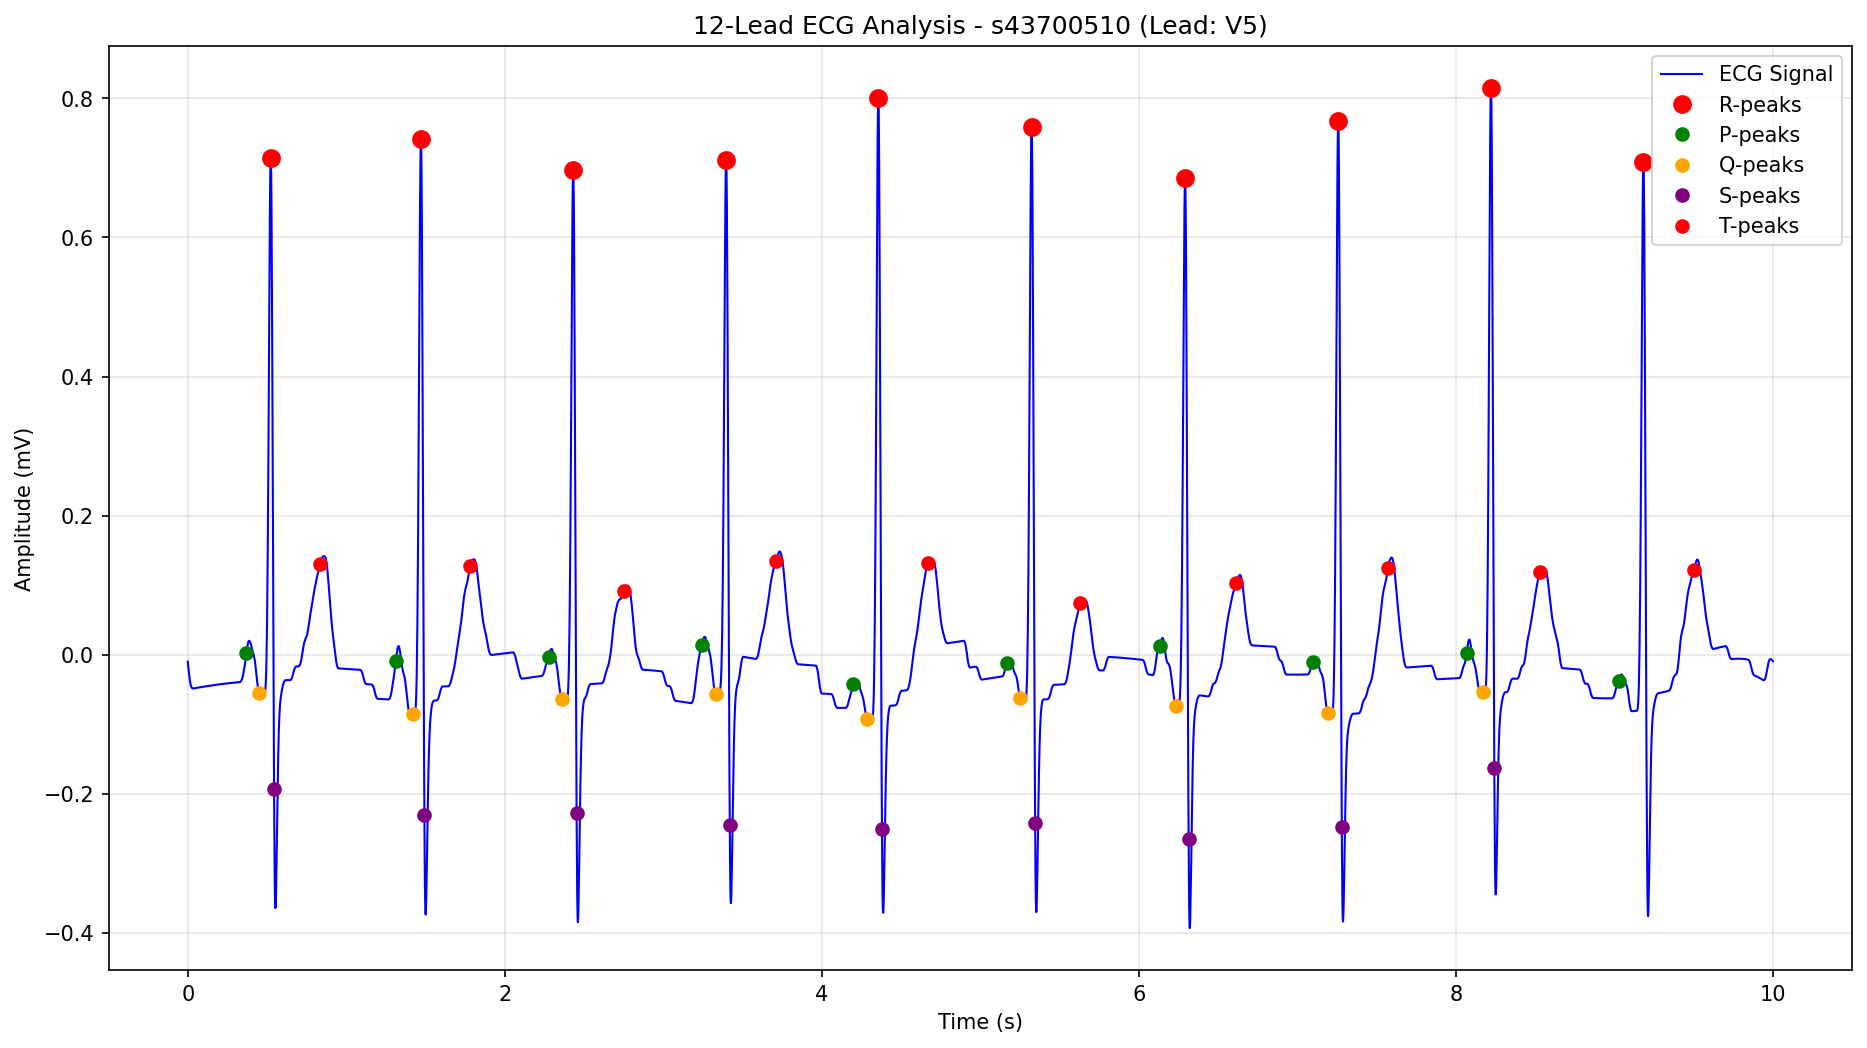 12-Lead ECG Analysis - s43700510 (Lead: V5)
ECG Signal
R-peaks
P-peaks
Q-peaks
S-peaks
T-peaks
Amplitude (mV)
0.8
0.6
0.4
0.2
0.0
−0.2
−0.4
0 2 4 6 8 10
Time (s)